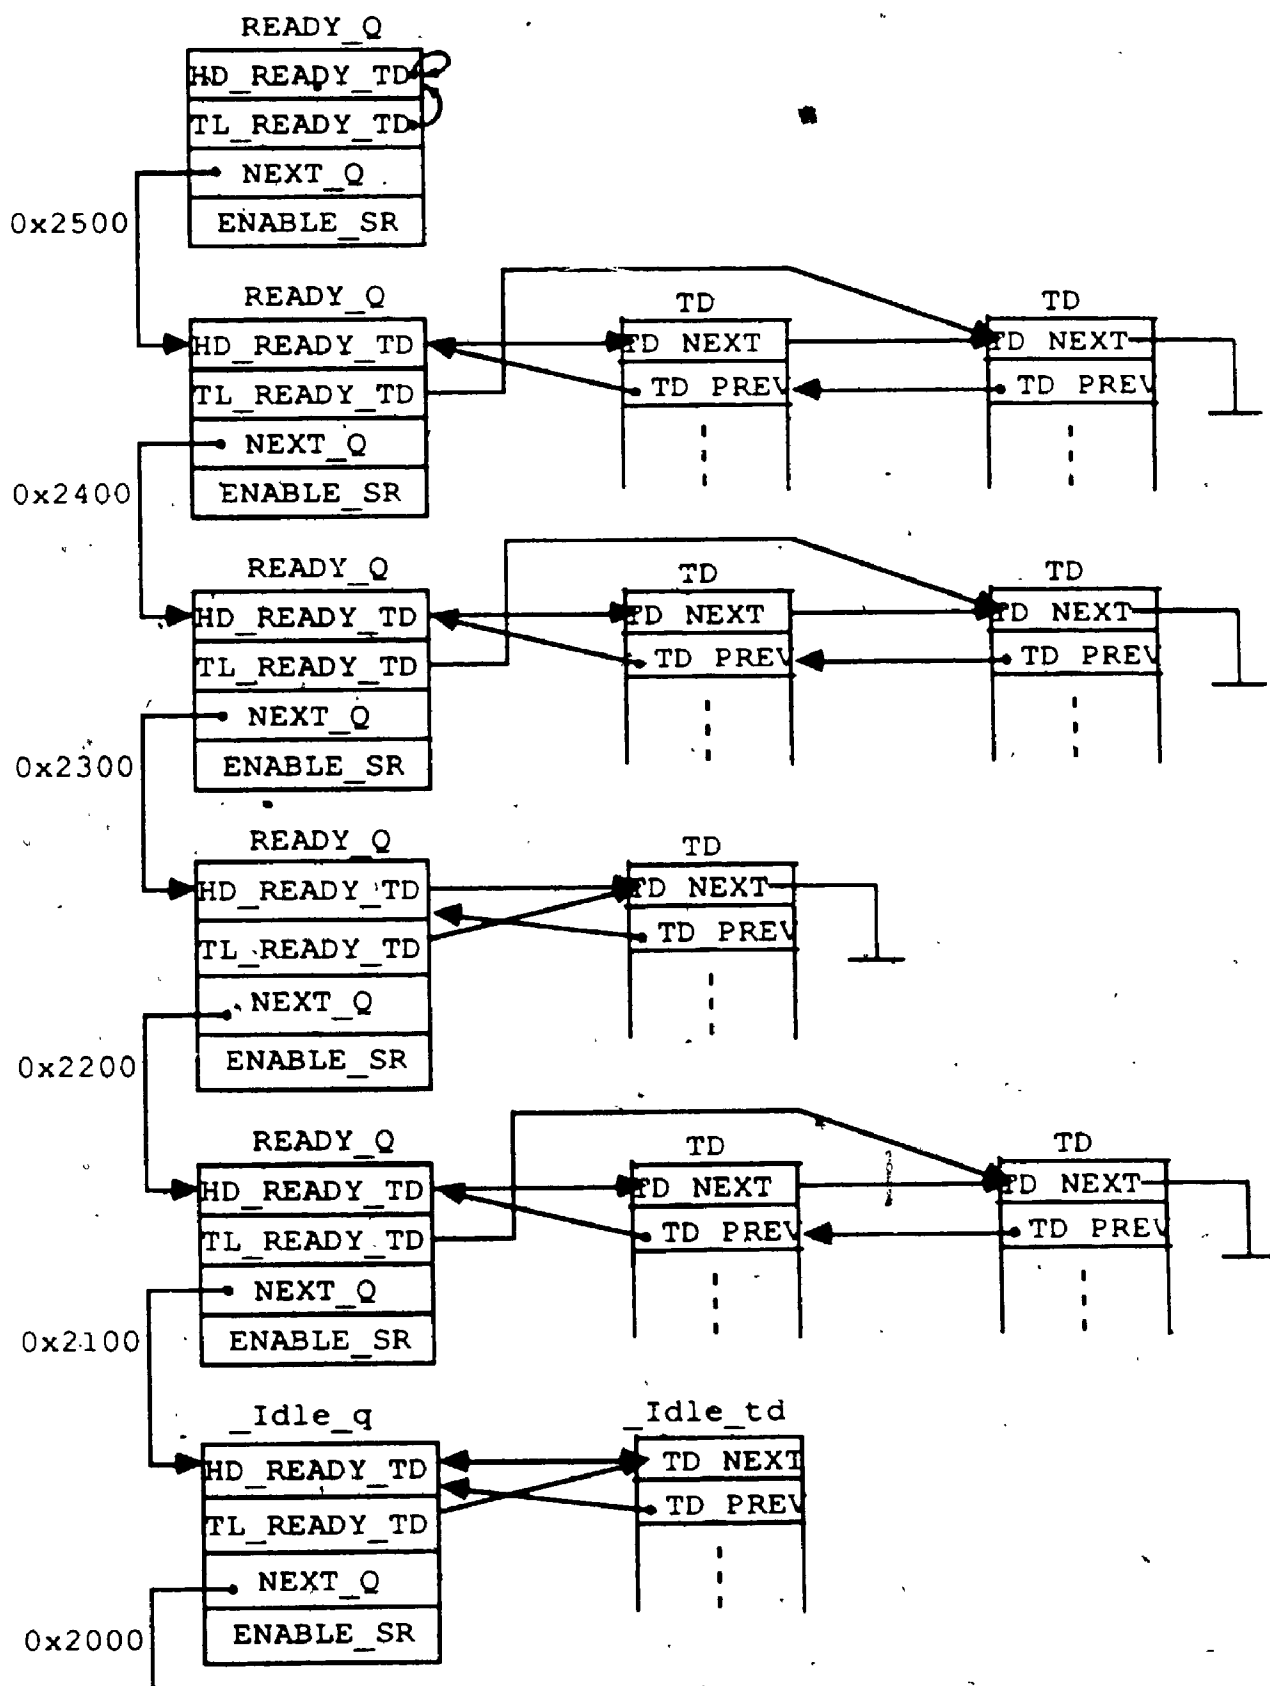 READY_Q
HD_READY_TD
TL_READY_TD
NEXT_Q
0x2500
ENABLE_SR
READY_Q
TD
TD
HD_READY_TD
TD NEXT
TD NEXT
TL_READY_TD
TD PREV
TD PREV
NEXT_Q
0x2400
ENABLE_SR
READY_Q
TD
TD
HD_READY_TD
TD NEXT
TD NEXT
TL_READY_TD
TD PREV
TD PREV
NEXT_Q
0x2300
ENABLE_SR
READY_Q
TD
HD_READY_TD
TD NEXT
TL_READY_TD
TD PREV
NEXT_Q
0x2200
ENABLE_SR
READY_Q
TD
TD
HD_READY_TD
TD NEXT
TD NEXT
TL_READY_TD
TD PREV
TD PREV
NEXT_Q
0x2100
ENABLE_SR
_Idle_q
_Idle_td
HD_READY_TD
TD NEXT
TL_READY_TD
TD PREV
NEXT_Q
0x2000
ENABLE_SR